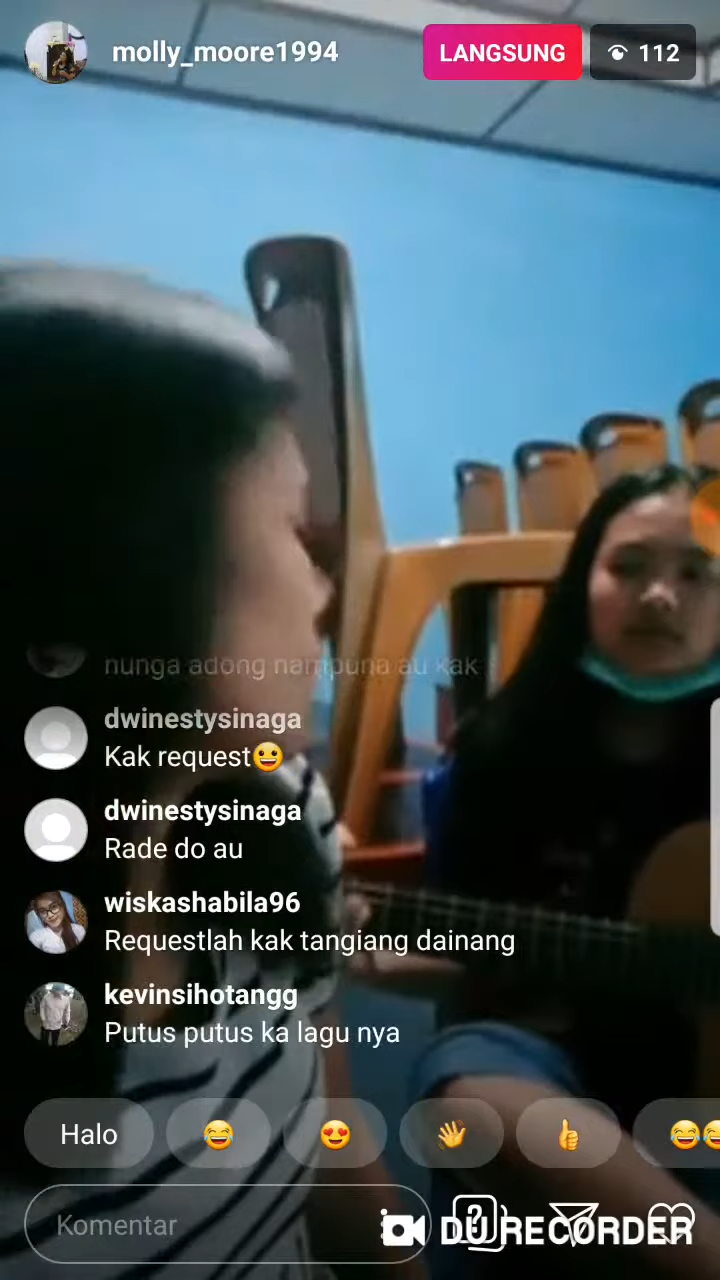 molly_moore1994
LANGSUNG
112
nunga adong nampuna au kak
dwinestysinaga
Kak request😀
dwinestysinaga
Rade do au
wiskashabila96
Requestlah kak tangiang dainang
kevinsihotangg
Putus putus ka lagu nya
Halo
😂
😍
👋
👍
😂😂
Komentar
?
DU RECORDER